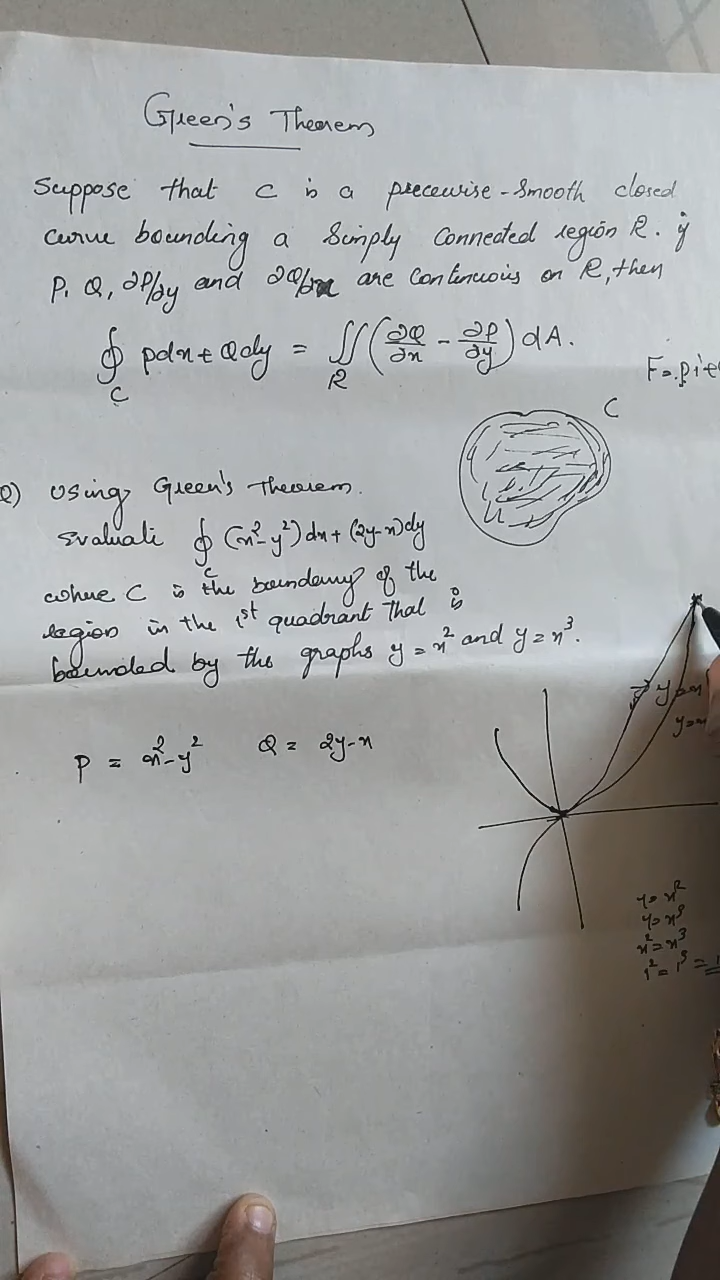 Green's Theorem
Suppose that C is a piecewise-smooth closed
curve bounding a simply connected region R. if
P, Q, ∂P/∂y and ∂Q/∂x are continuous on R, then
∮_C Pdx + Qdy = ∬_R (∂Q/∂x - ∂P/∂y) dA.
F = Pi +
C
Q) Using Green's theorem.
Evaluate ∮_C (x²-y²)dx + (2y-x)dy
where C is the boundary of the
region in the 1st quadrant that is
bounded by the graphs y = x² and y = x³.
P = x²-y² Q = 2y-x
y = x
y =
y = x²
y = x³
x² = x³
1² = 1³ =